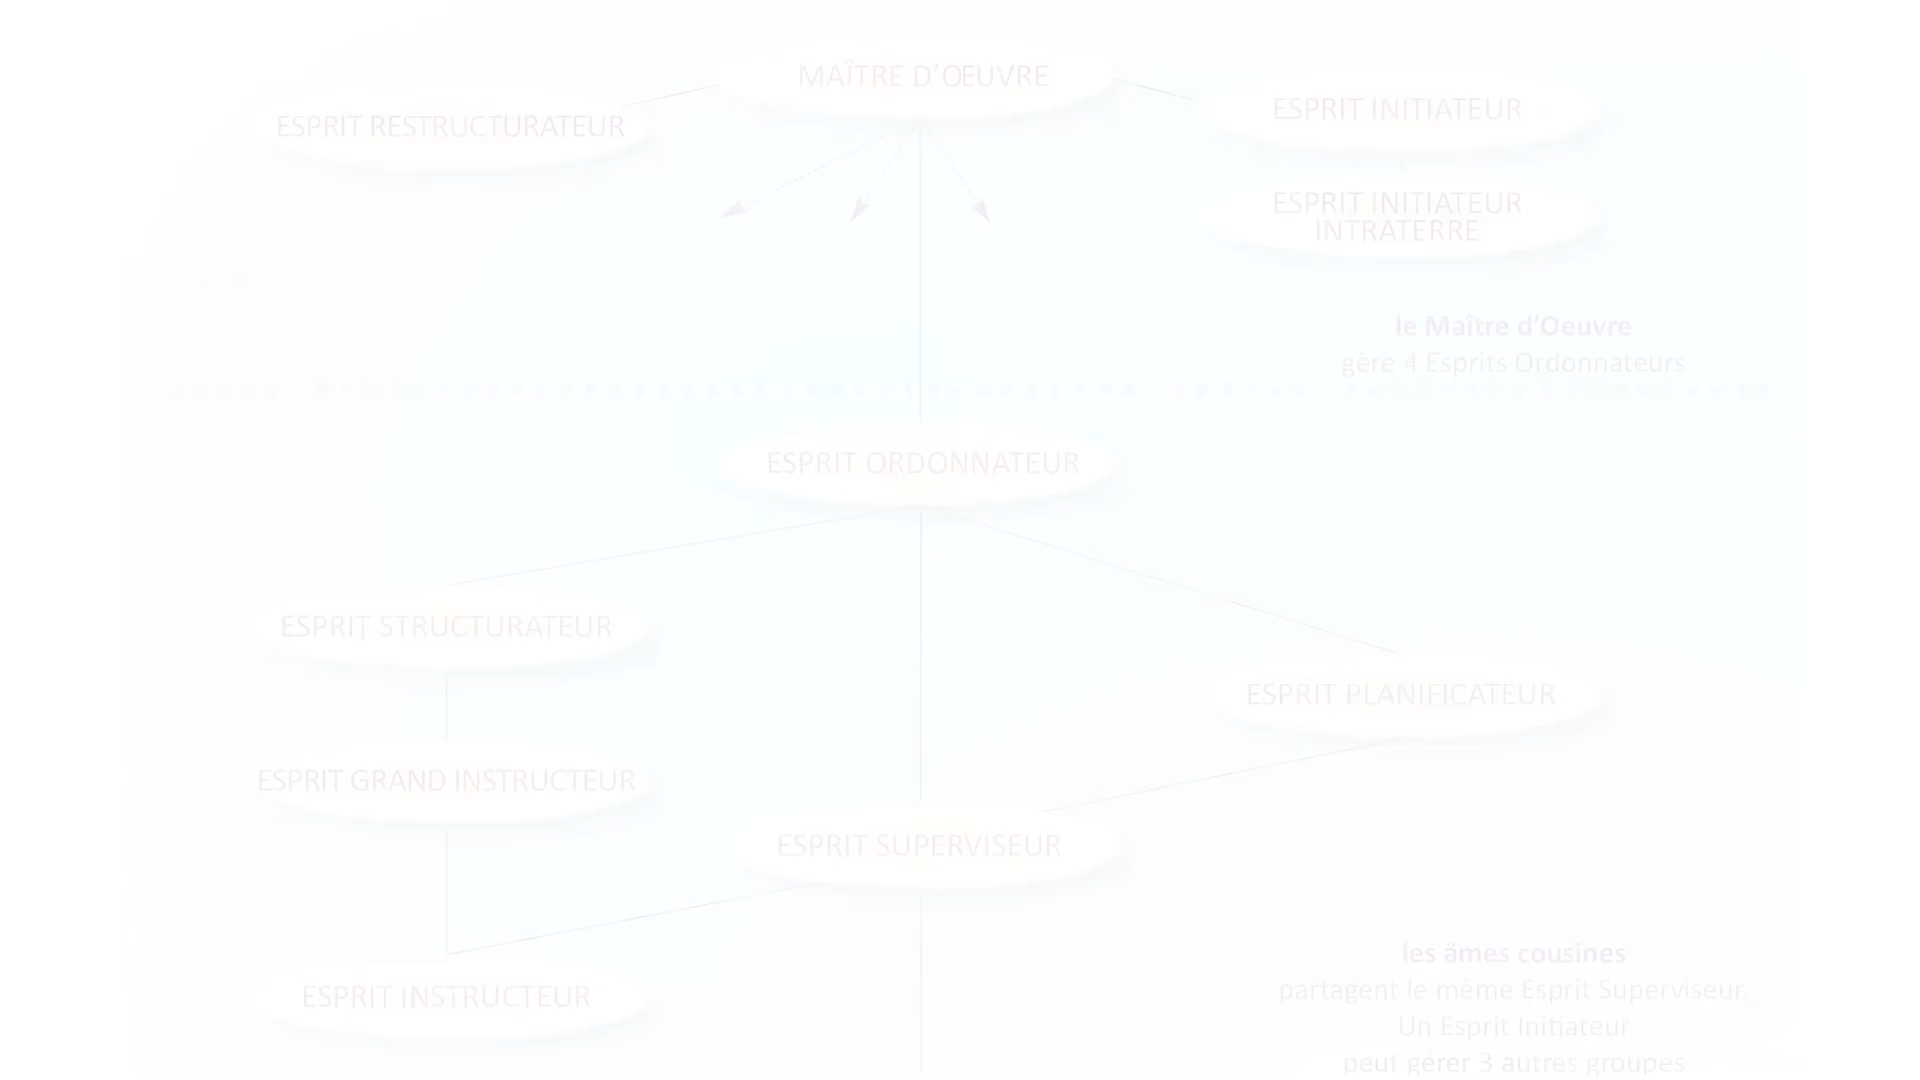 MAÎTRE D'OEUVRE
ESPRIT INITIATEUR
ESPRIT RESTRUCTURATEUR
ESPRIT INITIATEUR
INTRATERRE
le Maître d'Oeuvre
gère 4 Esprits Ordonnateurs
ESPRIT ORDONNATEUR
ESPRIT STRUCTURATEUR
ESPRIT PLANIFICATEUR
ESPRIT GRAND INSTRUCTEUR
ESPRIT SUPERVISEUR
les âmes cousines
partagent le même Esprit Superviseur.
ESPRIT INSTRUCTEUR
Un Esprit Initiateur
peut gérer 3 autres groupes